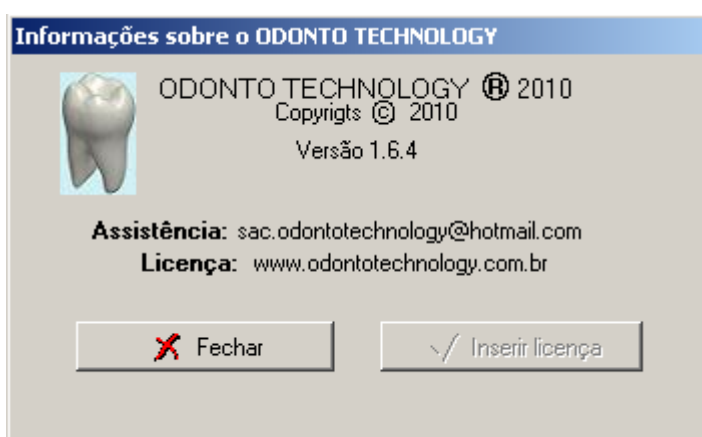 Informações sobre o ODONTO TECHNOLOGY
ODONTO TECHNOLOGY ® 2010
Copyrigts © 2010
Versão 1.6.4
Assistência: sac.odontotechnology@hotmail.com
Licença: www.odontotechnology.com.br
Fechar
Inserir licença